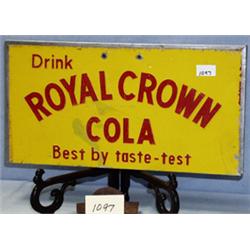 Drink
1097
ROYAL CROWN
COLA
Best by taste-test
1097